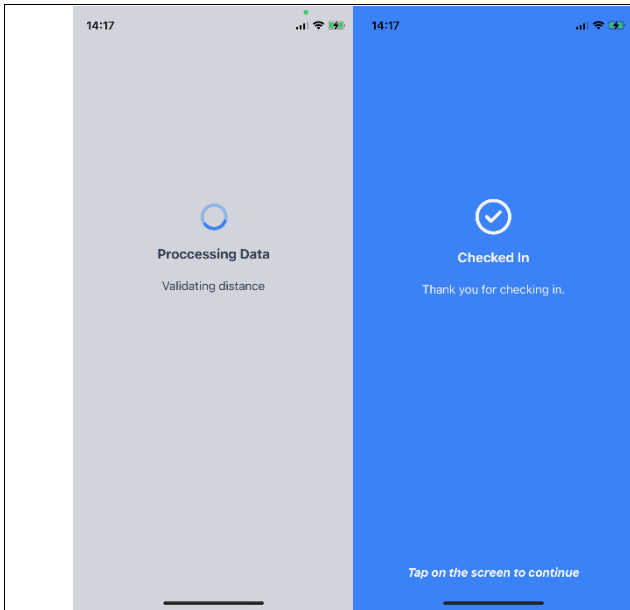 14:17
Proccessing Data
Validating distance
14:17
Checked In
Thank you for checking in.
Tap on the screen to continue